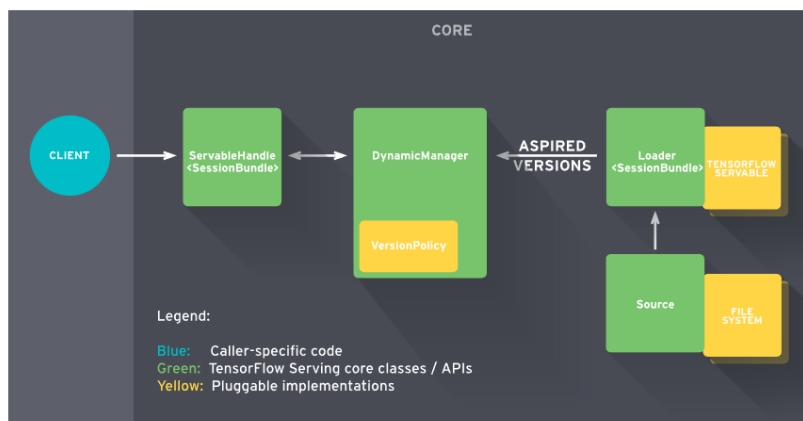 CORE
CLIENT
ServableHandle
<SessionBundle>
DynamicManager
VersionPolicy
ASPIRED
VERSIONS
Loader
<SessionBundle>
TENSORFLOW
SERVABLE
Source
FILE
SYSTEM
Legend:
Blue: Caller-specific code
Green: TensorFlow Serving core classes / APIs
Yellow: Pluggable implementations